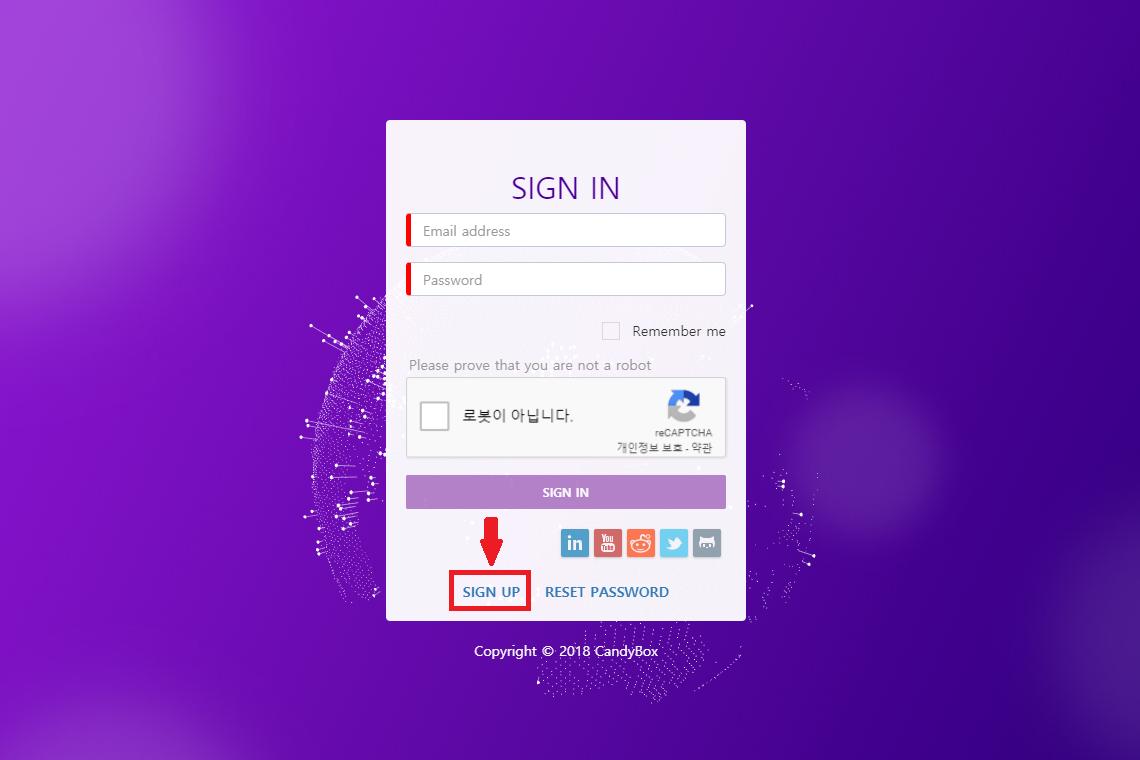 SIGN IN
Email address
Password
Remember me
Please prove that you are not a robot
로봇이 아닙니다.
reCAPTCHA
개인정보 보호 - 약관
SIGN IN
in
You
Tube
SIGN UP
RESET PASSWORD
Copyright © 2018 CandyBox